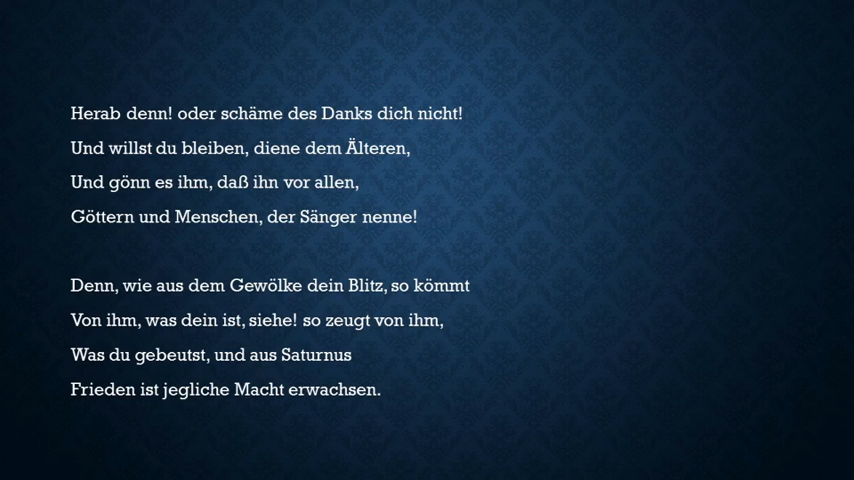 Herab denn! oder schäme des Danks dich nicht!
Und willst du bleiben, diene dem Älteren,
Und gönn es ihm, daß ihn vor allen,
Göttern und Menschen, der Sänger nenne!
Denn, wie aus dem Gewölke dein Blitz, so kömmt
Von ihm, was dein ist, siehe! so zeugt von ihm,
Was du gebeutst, und aus Saturnus
Frieden ist jegliche Macht erwachsen.